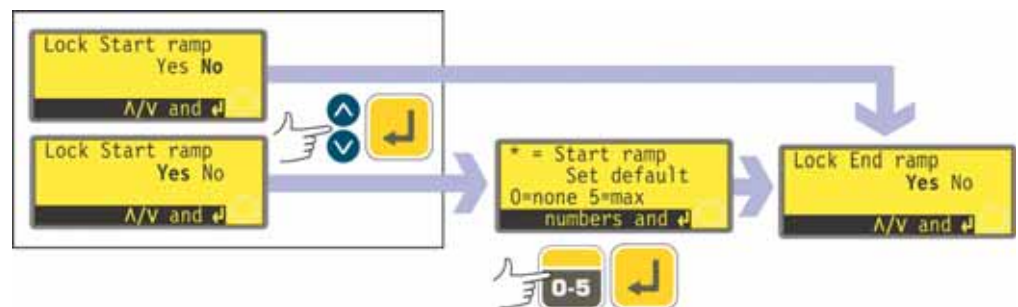 Lock Start ramp
Yes No
∧/∨ and ↲
Lock Start ramp
Yes No
∧/∨ and ↲
* = Start ramp
Set default
0=none 5=max
numbers and ↲
0-5
Lock End ramp
Yes No
∧/∨ and ↲